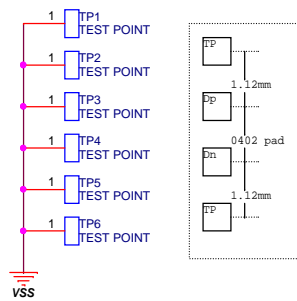 1 TP1
TEST POINT
1 TP2
TEST POINT
1 TP3
TEST POINT
1 TP4
TEST POINT
1 TP5
TEST POINT
1 TP6
TEST POINT
VSS
TP
1.12mm
Dp
0402 pad
Dn
1.12mm
TP